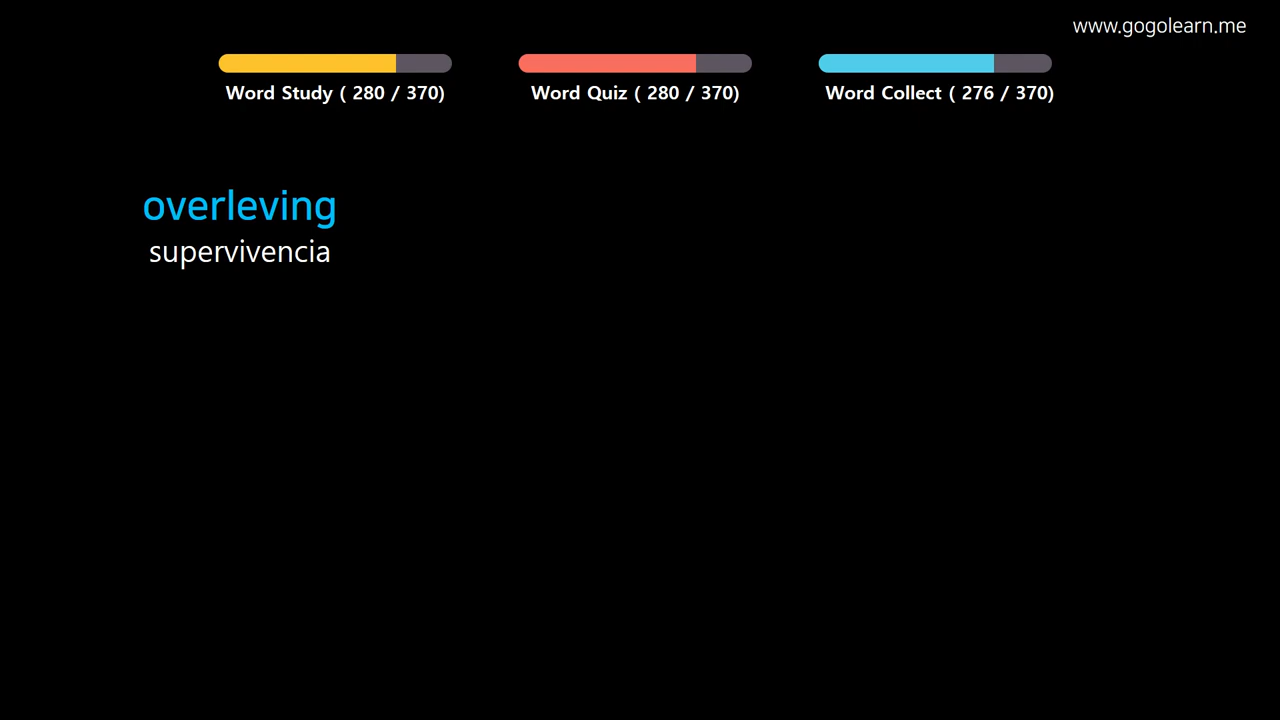 www.gogolearn.me
Word Study ( 280 / 370)
Word Quiz ( 280 / 370)
Word Collect ( 276 / 370)
overleving
supervivencia